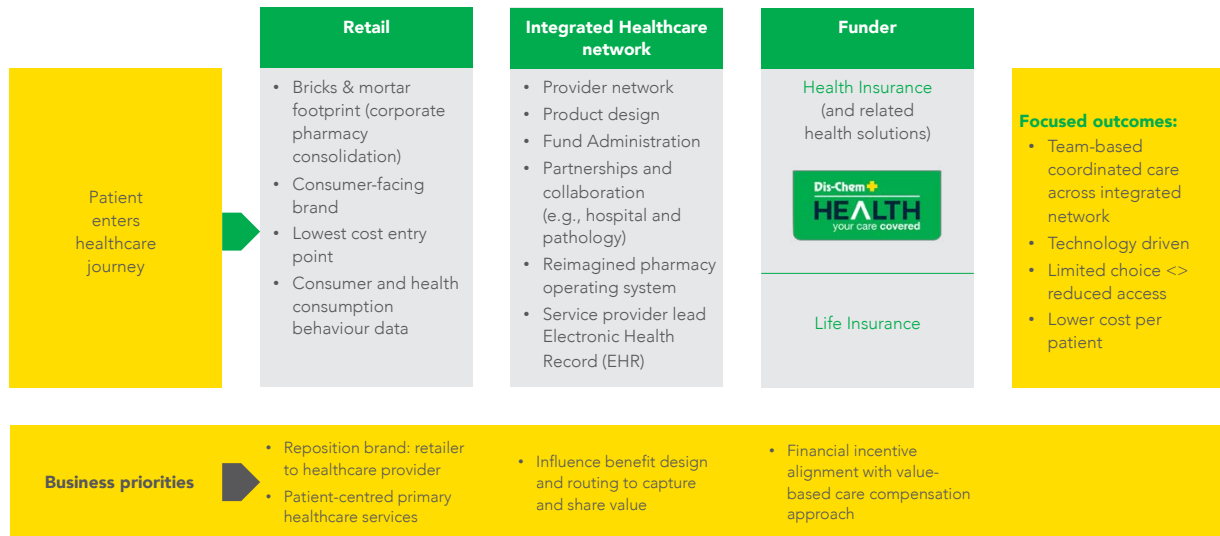 Retail
Integrated Healthcare
network
Funder
Patient
enters
healthcare
journey
• Bricks & mortar
footprint (corporate
pharmacy
consolidation)
• Consumer-facing
brand
• Lowest cost entry
point
• Consumer and health
consumption
behaviour data
• Provider network
• Product design
• Fund Administration
• Partnerships and
collaboration
(e.g., hospital and
pathology)
• Reimagined pharmacy
operating system
• Service provider lead
Electronic Health
Record (EHR)
Health Insurance
(and related
health solutions)
Dis-Chem
HEALTH
your care covered
Life Insurance
Focused outcomes:
• Team-based
coordinated care
across integrated
network
• Technology driven
• Limited choice <>
reduced access
• Lower cost per
patient
Business priorities
• Reposition brand: retailer
to healthcare provider
• Patient-centred primary
healthcare services
• Influence benefit design
and routing to capture
and share value
• Financial incentive
alignment with value-
based care compensation
approach